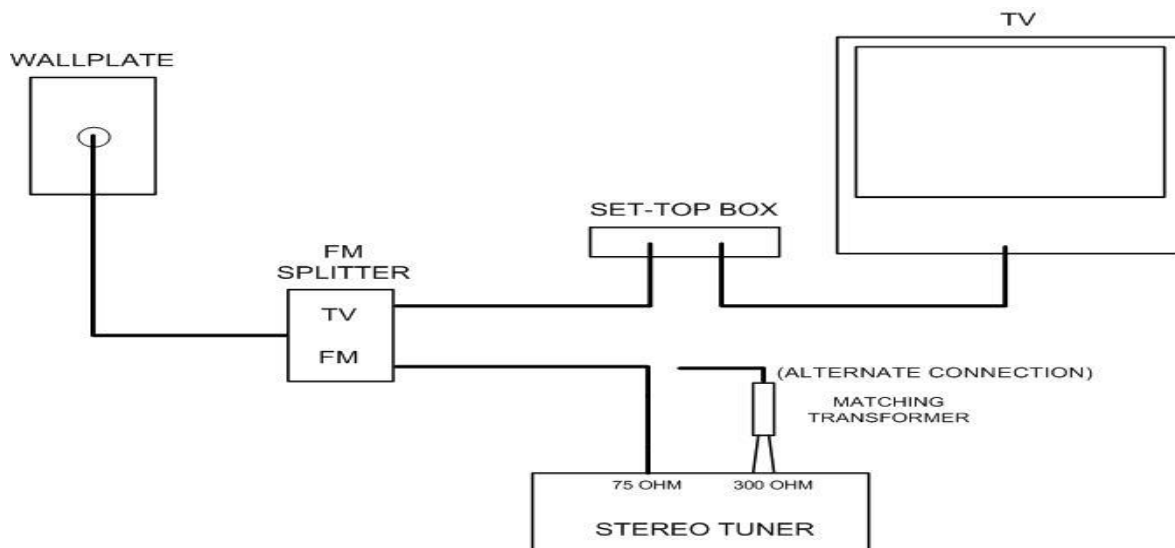 TV
WALLPLATE
SET-TOP BOX
FM
SPLITTER
TV
FM
(ALTERNATE CONNECTION)
MATCHING
TRANSFORMER
75 OHM
300 OHM
STEREO TUNER